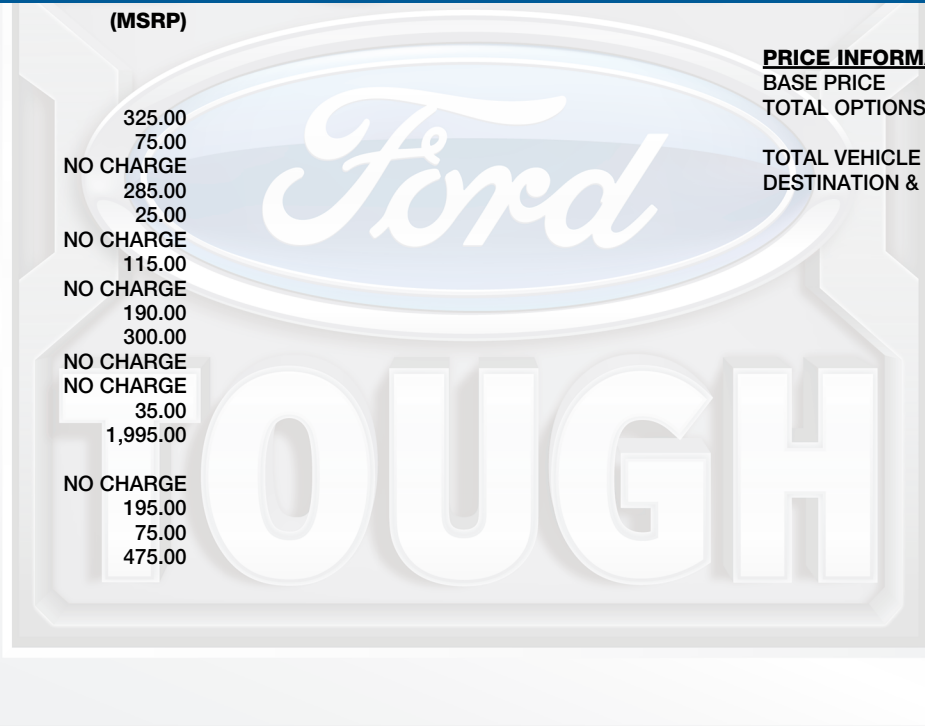 (MSRP)
325.00
75.00
NO CHARGE
285.00
25.00
NO CHARGE
115.00
NO CHARGE
190.00
300.00
NO CHARGE
NO CHARGE
35.00
1,995.00
NO CHARGE
195.00
75.00
475.00
PRICE INFORMA
BASE PRICE
TOTAL OPTIONS
TOTAL VEHICLE
DESTINATION &
Ford
TOUGH